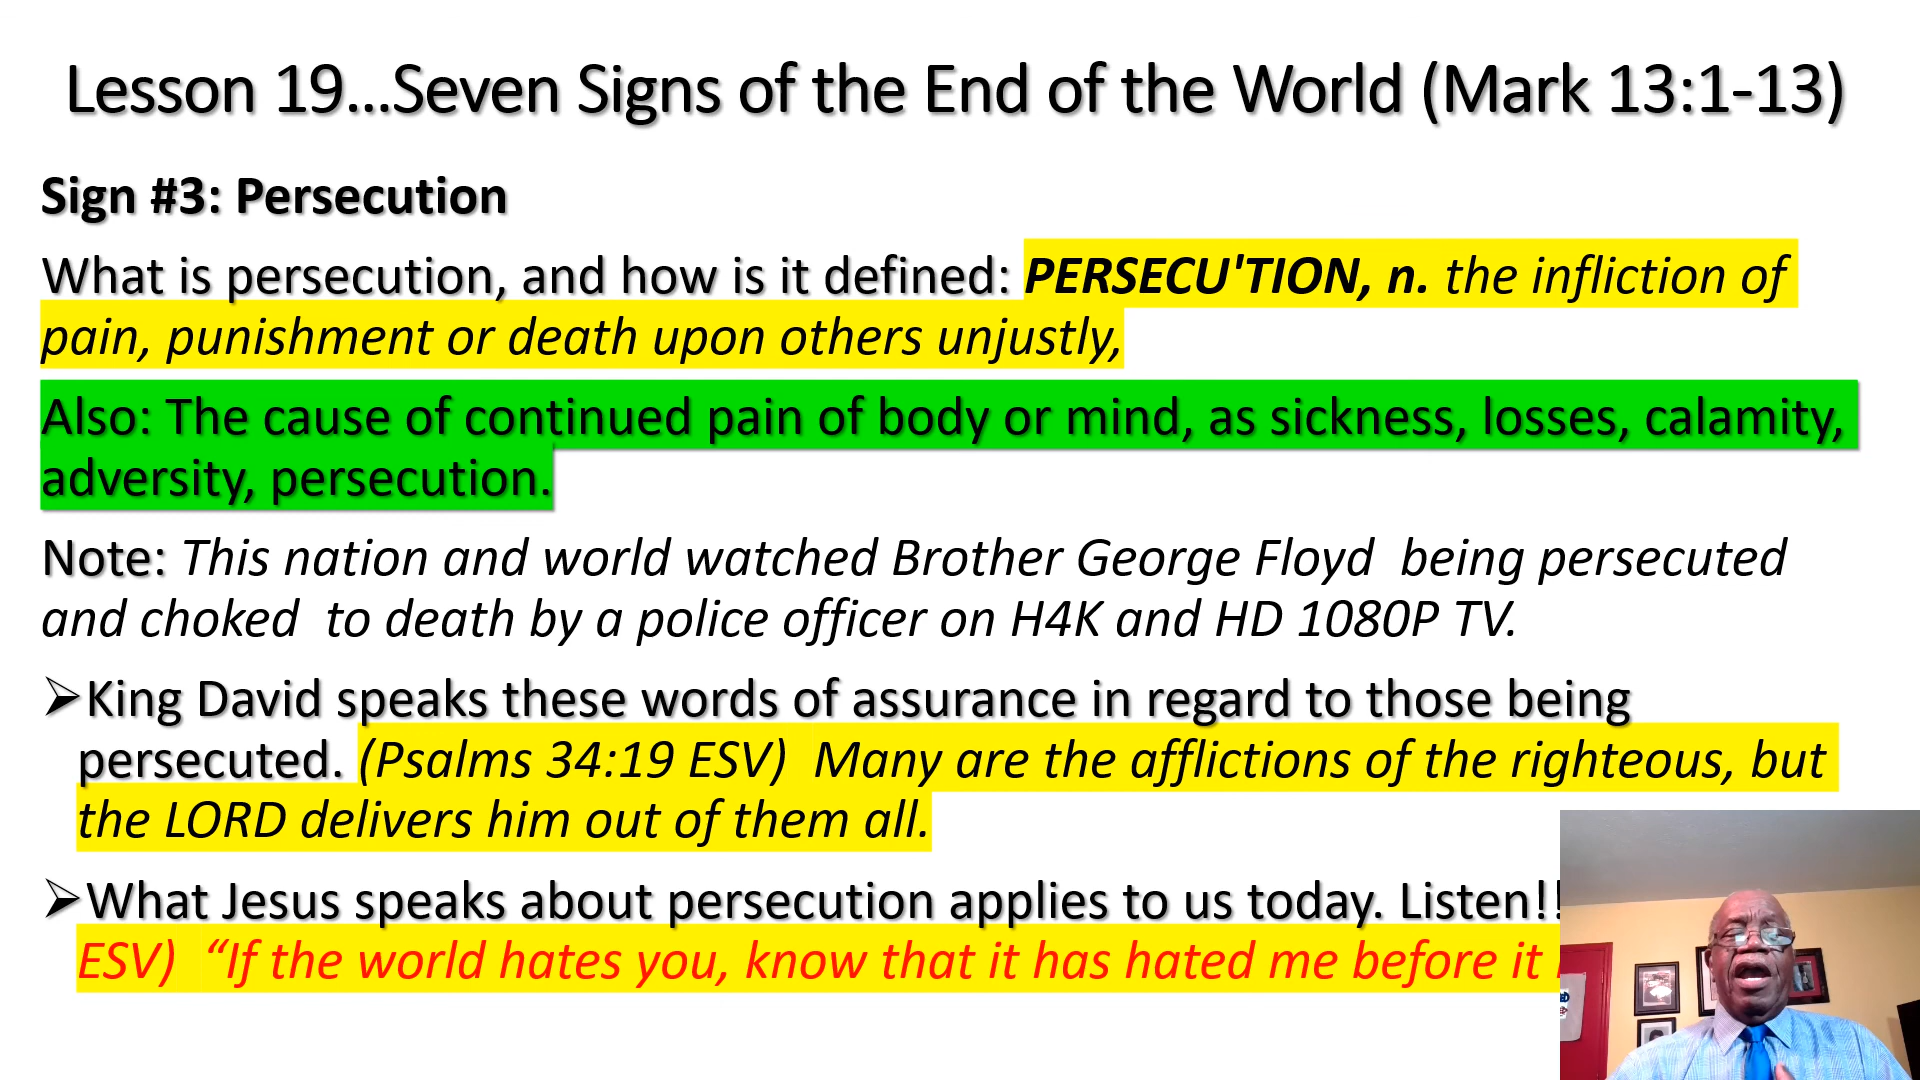 Lesson 19...Seven Signs of the End of the World (Mark 13:1-13)
Sign #3: Persecution
What is persecution, and how is it defined: PERSECU'TION, n. the infliction of
pain, punishment or death upon others unjustly,
Also: The cause of continued pain of body or mind, as sickness, losses, calamity,
adversity, persecution.
Note: This nation and world watched Brother George Floyd being persecuted
and choked to death by a police officer on H4K and HD 1080P TV.
➢King David speaks these words of assurance in regard to those being
persecuted. (Psalms 34:19 ESV) Many are the afflictions of the righteous, but
the LORD delivers him out of them all.
➢What Jesus speaks about persecution applies to us today. Listen!!
ESV) “If the world hates you, know that it has hated me before it